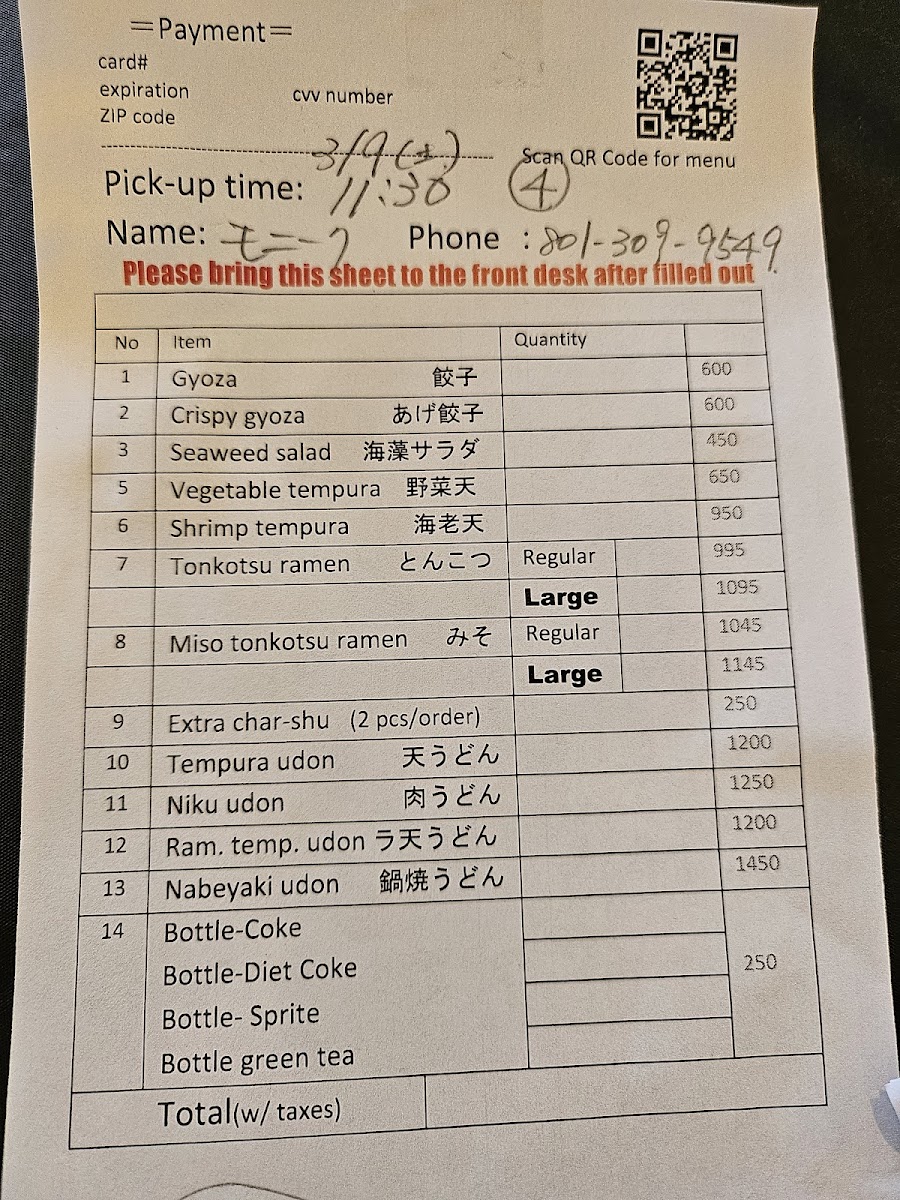 =Payment=
card#
expiration cvv number
ZIP code
3/9(土)
Scan QR Code for menu
Pick-up time: 11:30 ④
Name: モニーク Phone : 801-309-9549
Please bring this sheet to the front desk after filled out
No Item Quantity
1 Gyoza 餃子 600
2 Crispy gyoza あげ餃子 600
3 Seaweed salad 海藻サラダ 450
5 Vegetable tempura 野菜天 650
6 Shrimp tempura 海老天 950
7 Tonkotsu ramen とんこつ Regular 995
Large 1095
8 Miso tonkotsu ramen みそ Regular 1045
Large 1145
9 Extra char-shu (2 pcs/order) 250
10 Tempura udon 天うどん 1200
11 Niku udon 肉うどん 1250
12 Ram. temp. udon ラ天うどん 1200
13 Nabeyaki udon 鍋焼うどん 1450
14 Bottle-Coke
Bottle-Diet Coke 250
Bottle- Sprite
Bottle green tea
Total(w/ taxes)